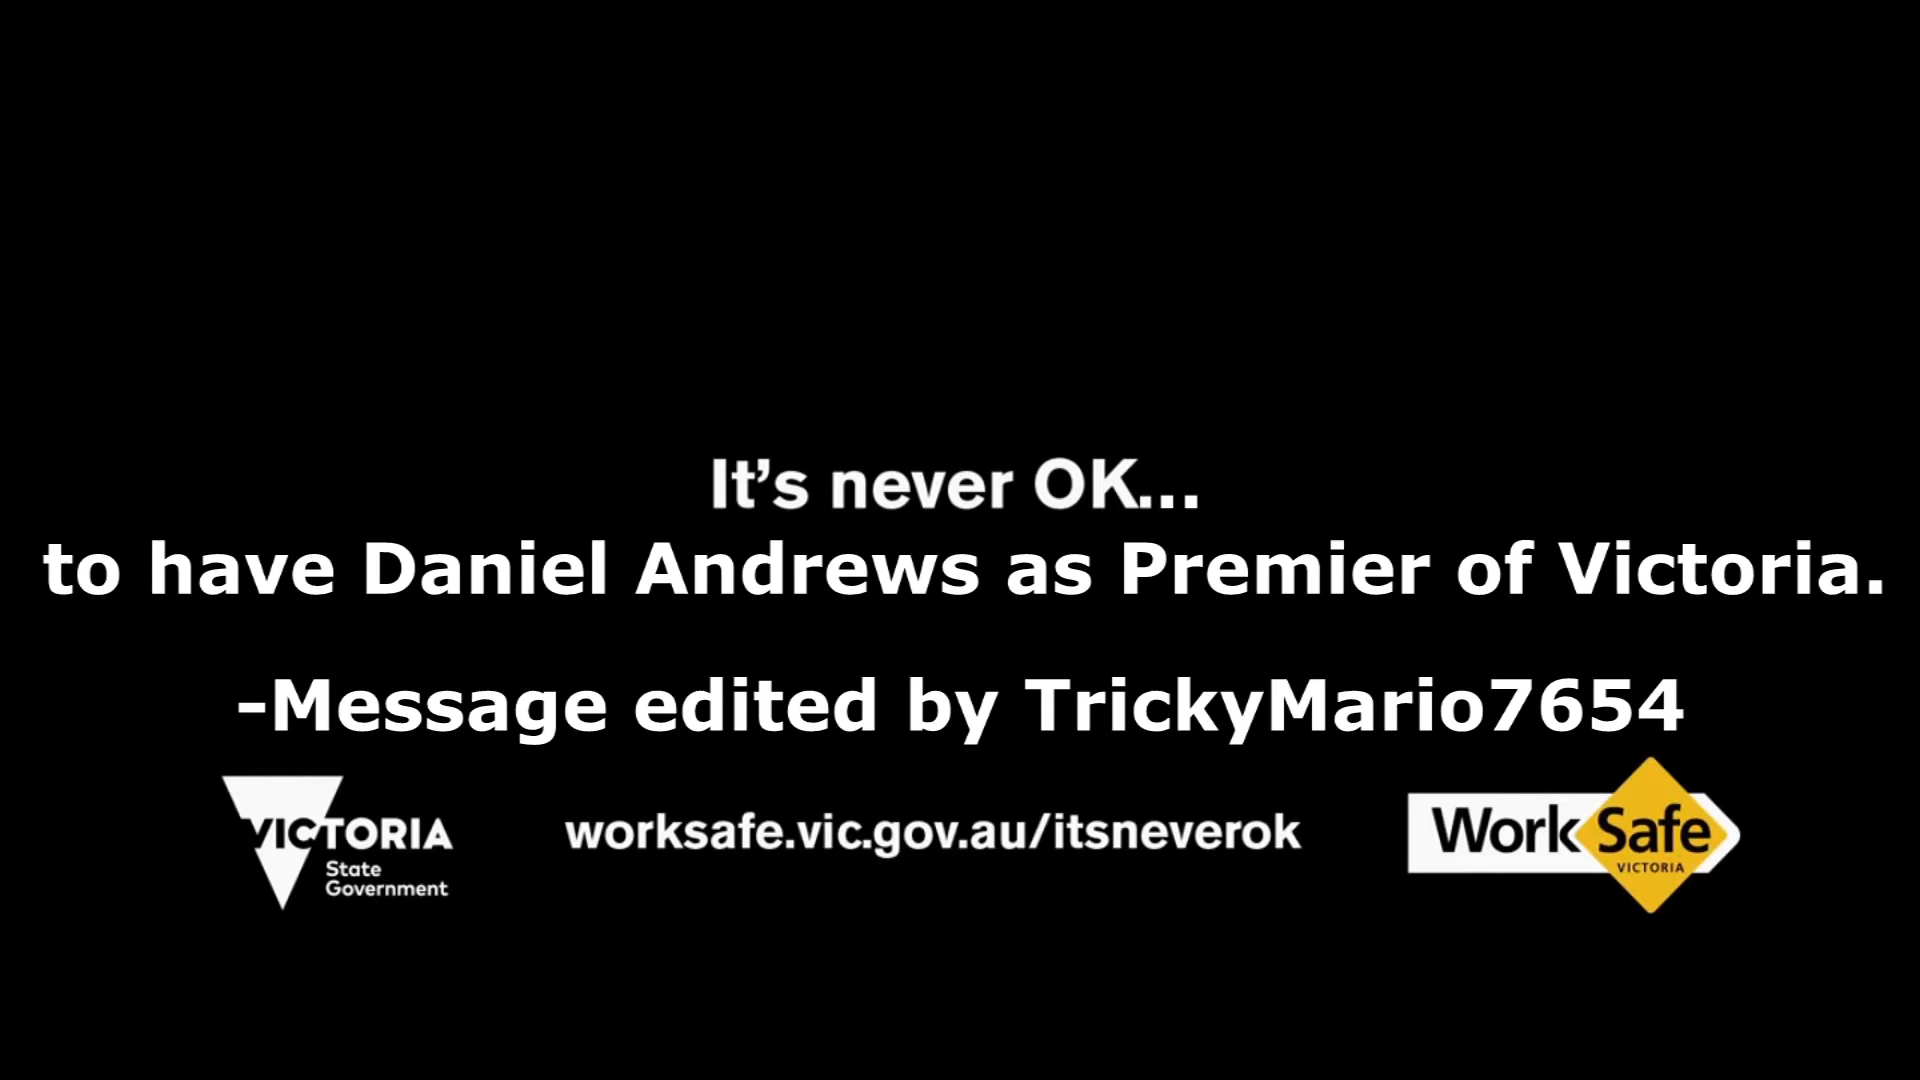 It's never OK...
to have Daniel Andrews as Premier of Victoria.
-Message edited by TrickyMario7654
VICTORIA
State
Government
worksafe.vic.gov.au/itsneverok
WorkSafe
VICTORIA